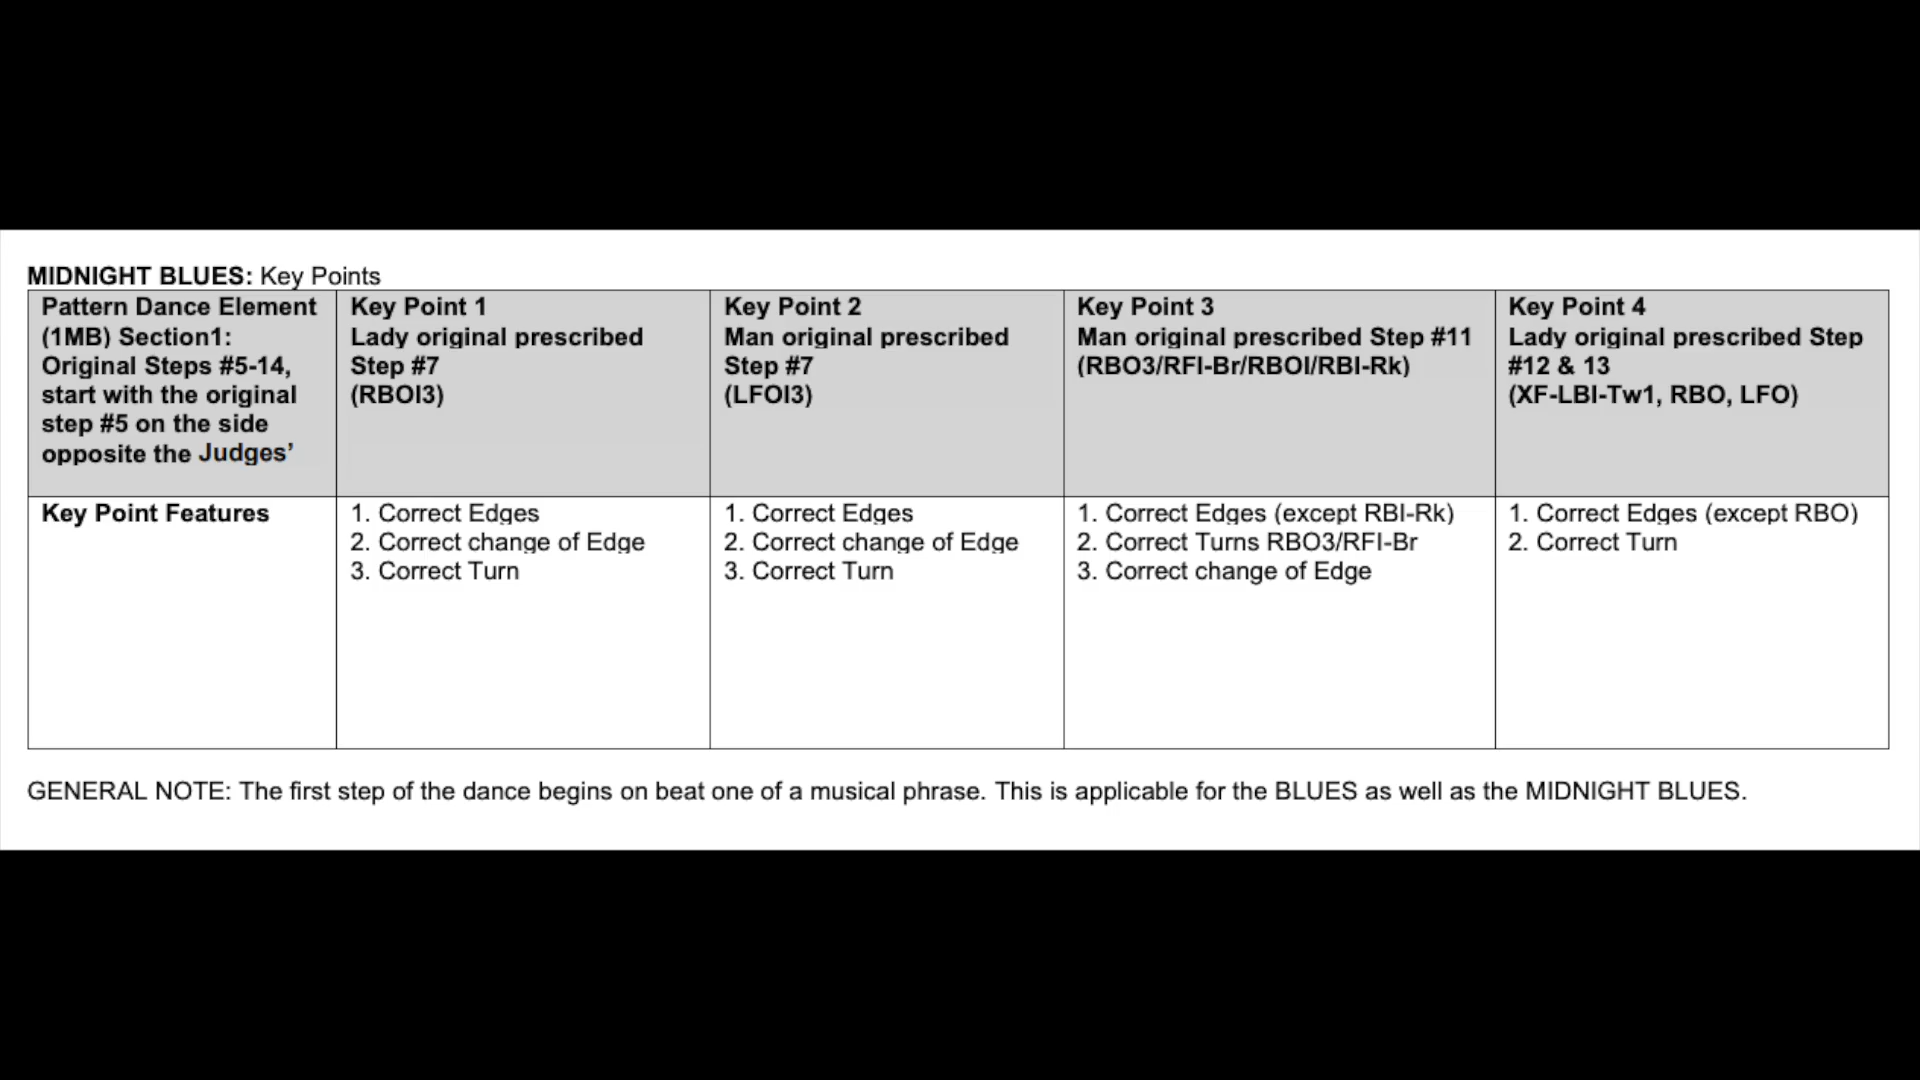 MIDNIGHT BLUES: Key Points
Pattern Dance Element
(1MB) Section1:
Original Steps #5-14,
start with the original
step #5 on the side
opposite the Judges’
Key Point 1
Lady original prescribed
Step #7
(RBOI3)
Key Point 2
Man original prescribed
Step #7
(LFOI3)
Key Point 3
Man original prescribed Step #11
(RBO3/RFI-Br/RBOI/RBI-Rk)
Key Point 4
Lady original prescribed Step
#12 & 13
(XF-LBI-Tw1, RBO, LFO)
Key Point Features
1. Correct Edges
2. Correct change of Edge
3. Correct Turn
1. Correct Edges
2. Correct change of Edge
3. Correct Turn
1. Correct Edges (except RBI-Rk)
2. Correct Turns RBO3/RFI-Br
3. Correct change of Edge
1. Correct Edges (except RBO)
2. Correct Turn
GENERAL NOTE: The first step of the dance begins on beat one of a musical phrase. This is applicable for the BLUES as well as the MIDNIGHT BLUES.